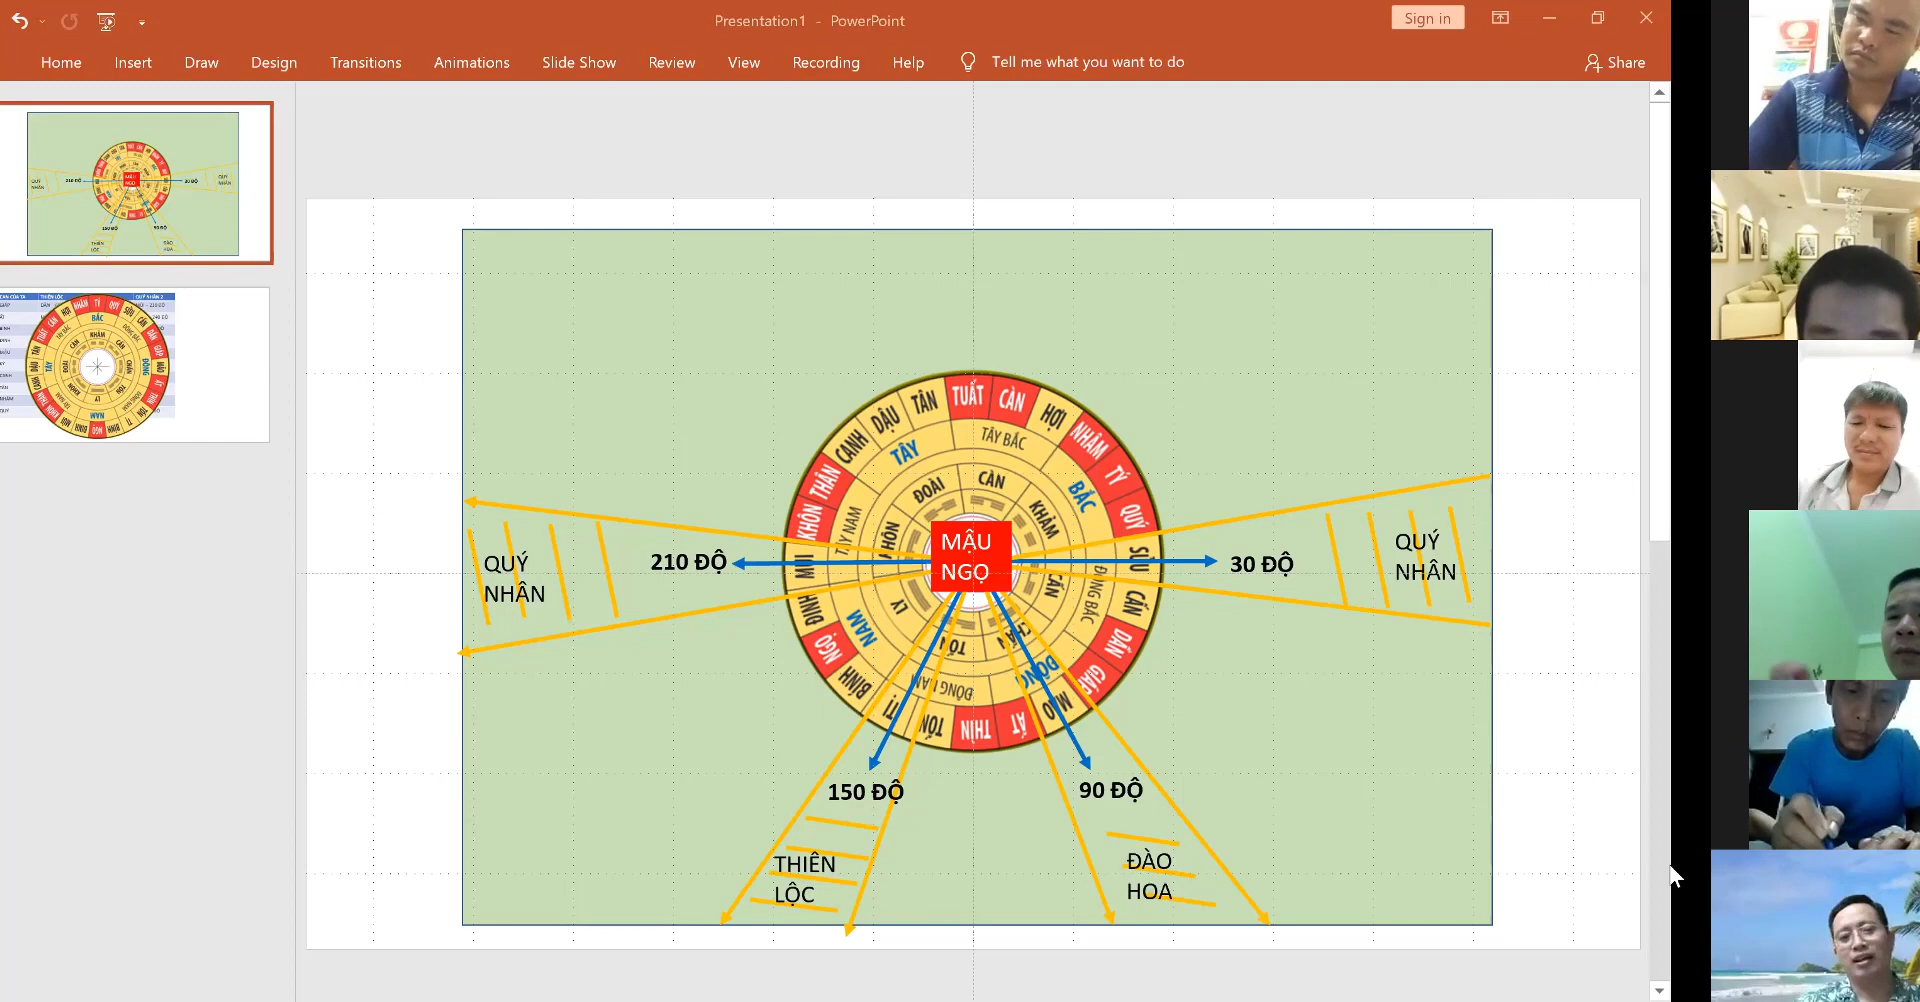 Presentation1 - PowerPoint
Sign in
Home Insert Draw Design Transitions Animations Slide Show Review View Recording Help Tell me what you want to do Share
TUẤT CÀN HỢI NHÂM TÝ QUÝ SỬU CẤN DẦN GIÁP MÃO ẤT THÌN TỐN TỊ BÍNH NGỌ ĐINH MÙI KHÔN THÂN CANH DẬU TÂN
TÂY BẮC
BẮC
ĐÔNG BẮC
ĐÔNG
ĐÔNG NAM
NAM
TÂY NAM
TÂY
CÀN
KHẢM
CẤN
TỐN
LY
ĐOÀI
MẬU
NGỌ
QUÝ
NHÂN
210 ĐỘ
30 ĐỘ
QUÝ
NHÂN
150 ĐỘ
90 ĐỘ
THIÊN
LỘC
ĐÀO
HOA